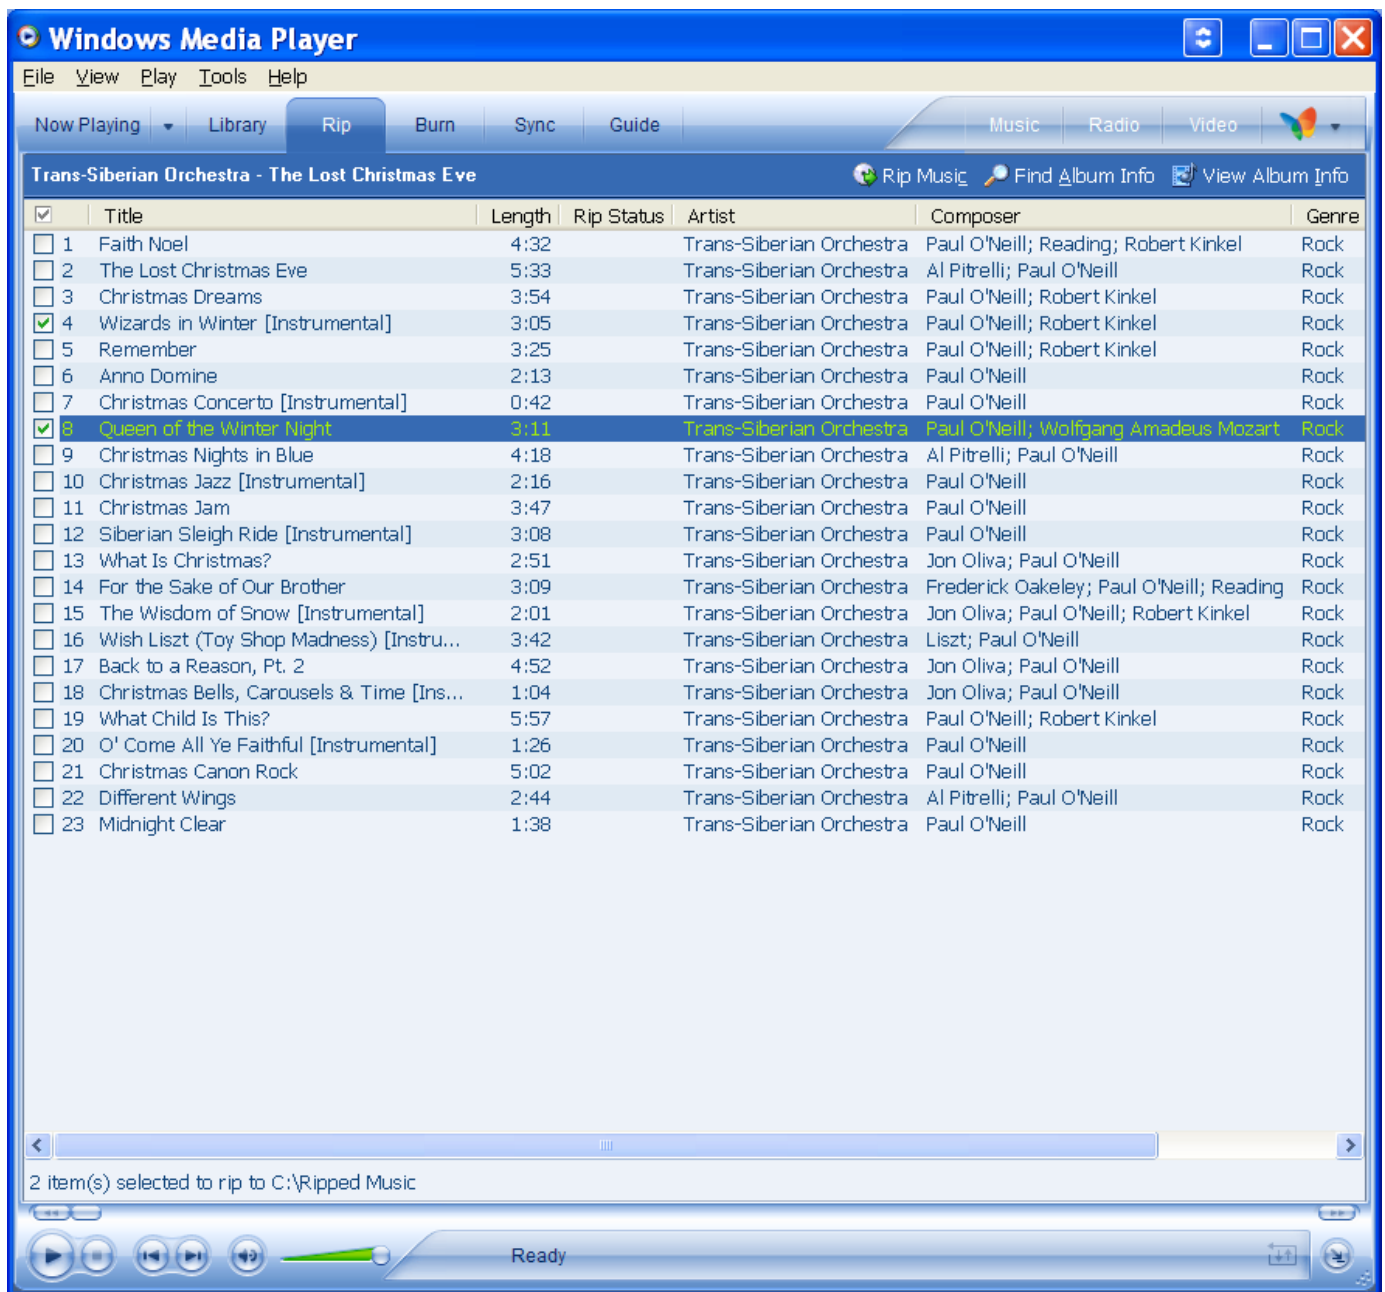 Windows Media Player
File View Play Tools Help
Now Playing Library Rip Burn Sync Guide Music Radio Video
Trans-Siberian Orchestra - The Lost Christmas Eve Rip Music Find Album Info View Album Info
Title Length Rip Status Artist Composer Genre
1 Faith Noel 4:32 Trans-Siberian Orchestra Paul O'Neill; Reading; Robert Kinkel Rock
2 The Lost Christmas Eve 5:33 Trans-Siberian Orchestra Al Pitrelli; Paul O'Neill Rock
3 Christmas Dreams 3:54 Trans-Siberian Orchestra Paul O'Neill; Robert Kinkel Rock
4 Wizards in Winter [Instrumental] 3:05 Trans-Siberian Orchestra Paul O'Neill; Robert Kinkel Rock
5 Remember 3:25 Trans-Siberian Orchestra Paul O'Neill; Robert Kinkel Rock
6 Anno Domine 2:13 Trans-Siberian Orchestra Paul O'Neill Rock
7 Christmas Concerto [Instrumental] 0:42 Trans-Siberian Orchestra Paul O'Neill Rock
8 Queen of the Winter Night 3:11 Trans-Siberian Orchestra Paul O'Neill; Wolfgang Amadeus Mozart Rock
9 Christmas Nights in Blue 4:18 Trans-Siberian Orchestra Al Pitrelli; Paul O'Neill Rock
10 Christmas Jazz [Instrumental] 2:16 Trans-Siberian Orchestra Paul O'Neill Rock
11 Christmas Jam 3:47 Trans-Siberian Orchestra Paul O'Neill Rock
12 Siberian Sleigh Ride [Instrumental] 3:08 Trans-Siberian Orchestra Paul O'Neill Rock
13 What Is Christmas? 2:51 Trans-Siberian Orchestra Jon Oliva; Paul O'Neill Rock
14 For the Sake of Our Brother 3:09 Trans-Siberian Orchestra Frederick Oakeley; Paul O'Neill; Reading Rock
15 The Wisdom of Snow [Instrumental] 2:01 Trans-Siberian Orchestra Jon Oliva; Paul O'Neill; Robert Kinkel Rock
16 Wish Liszt (Toy Shop Madness) [Instru... 3:42 Trans-Siberian Orchestra Liszt; Paul O'Neill Rock
17 Back to a Reason, Pt. 2 4:52 Trans-Siberian Orchestra Jon Oliva; Paul O'Neill Rock
18 Christmas Bells, Carousels & Time [Ins... 1:04 Trans-Siberian Orchestra Jon Oliva; Paul O'Neill Rock
19 What Child Is This? 5:57 Trans-Siberian Orchestra Paul O'Neill; Robert Kinkel Rock
20 O' Come All Ye Faithful [Instrumental] 1:26 Trans-Siberian Orchestra Paul O'Neill Rock
21 Christmas Canon Rock 5:02 Trans-Siberian Orchestra Paul O'Neill Rock
22 Different Wings 2:44 Trans-Siberian Orchestra Al Pitrelli; Paul O'Neill Rock
23 Midnight Clear 1:38 Trans-Siberian Orchestra Paul O'Neill Rock
2 item(s) selected to rip to C:\Ripped Music
Ready